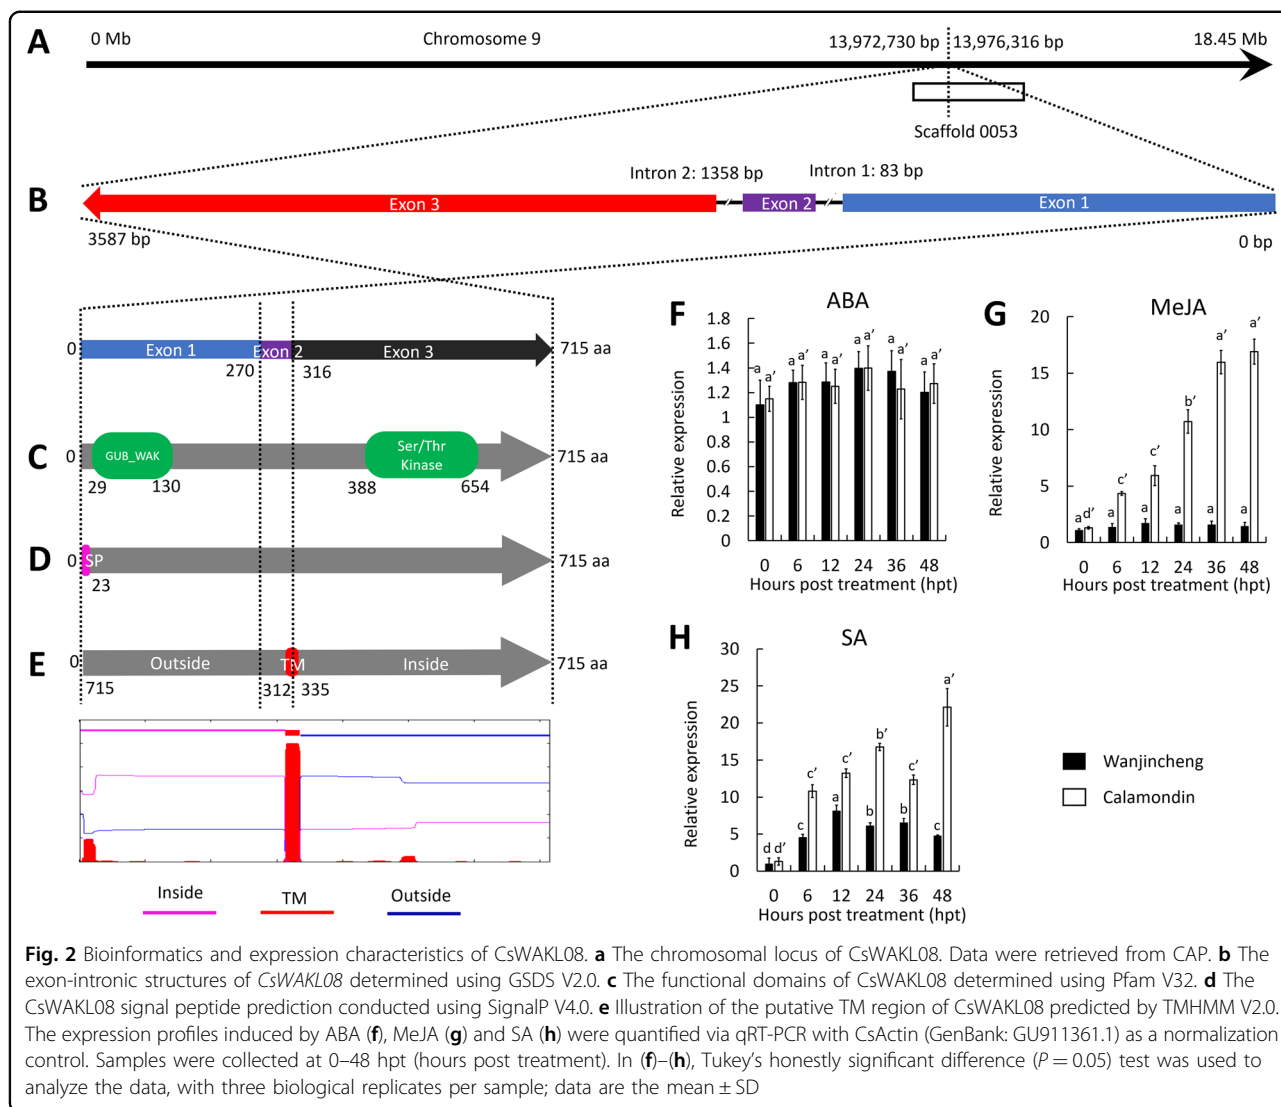 A
0 Mb
Chromosome 9
13,972,730 bp
13,976,316 bp
18.45 Mb
Scaffold 0053
B
Intron 2: 1358 bp
Intron 1: 83 bp
Exon 3
Exon 2
Exon 1
3587 bp
0 bp
0
Exon 1
Exon 2
Exon 3
715 aa
270
316
C
0
GUB_WAK
Ser/Thr
Kinase
715 aa
29
130
388
654
D
0
SP
715 aa
23
E
0
Outside
TM
Inside
715 aa
715
312
335
Inside
TM
Outside
F
ABA
Relative expression
1.8
1.6
1.4
1.2
1
0.8
0.6
0.4
0.2
0
a a′ a a′ a a′ a a′ a a′ a a′
0 6 12 24 36 48
Hours post treatment (hpt)
G
MeJA
Relative expression
20
15
10
5
0
a d′ a c′ a c′ a b′ a a′ a a′
0 6 12 24 36 48
Hours post treatment (hpt)
H
SA
Relative expression
30
25
20
15
10
5
0
d d′ c c′ a c′ b b′ b c′ c a′
0 6 12 24 36 48
Hours post treatment (hpt)
Wanjincheng
Calamondin
Fig. 2 Bioinformatics and expression characteristics of CsWAKL08. a The chromosomal locus of CsWAKL08. Data were retrieved from CAP. b The
exon-intronic structures of CsWAKL08 determined using GSDS V2.0. c The functional domains of CsWAKL08 determined using Pfam V32. d The
CsWAKL08 signal peptide prediction conducted using SignalP V4.0. e Illustration of the putative TM region of CsWAKL08 predicted by TMHMM V2.0.
The expression profiles induced by ABA (f), MeJA (g) and SA (h) were quantified via qRT-PCR with CsActin (GenBank: GU911361.1) as a normalization
control. Samples were collected at 0–48 hpt (hours post treatment). In (f)–(h), Tukey’s honestly significant difference (P = 0.05) test was used to
analyze the data, with three biological replicates per sample; data are the mean ± SD